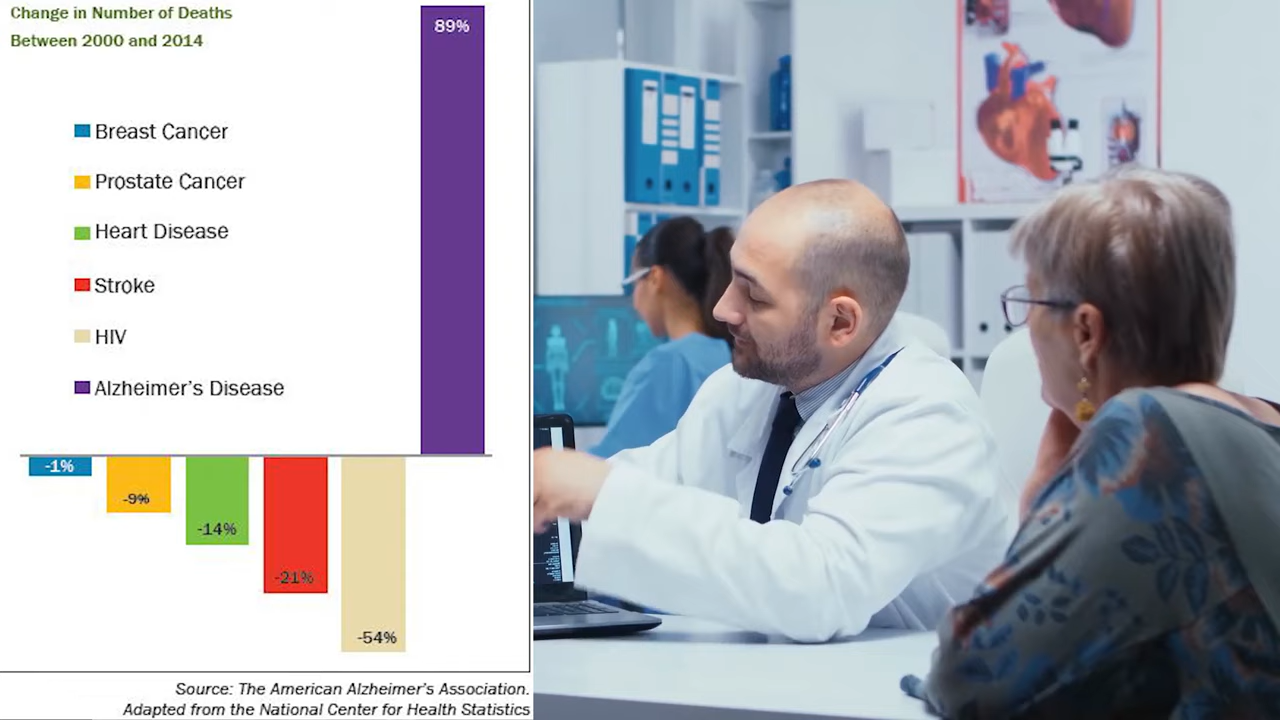 Change in Number of Deaths
Between 2000 and 2014
89%
Breast Cancer
Prostate Cancer
Heart Disease
Stroke
HIV
Alzheimer's Disease
-1%
-9%
-14%
-21%
-54%
Source: The American Alzheimer's Association.
Adapted from the National Center for Health Statistics